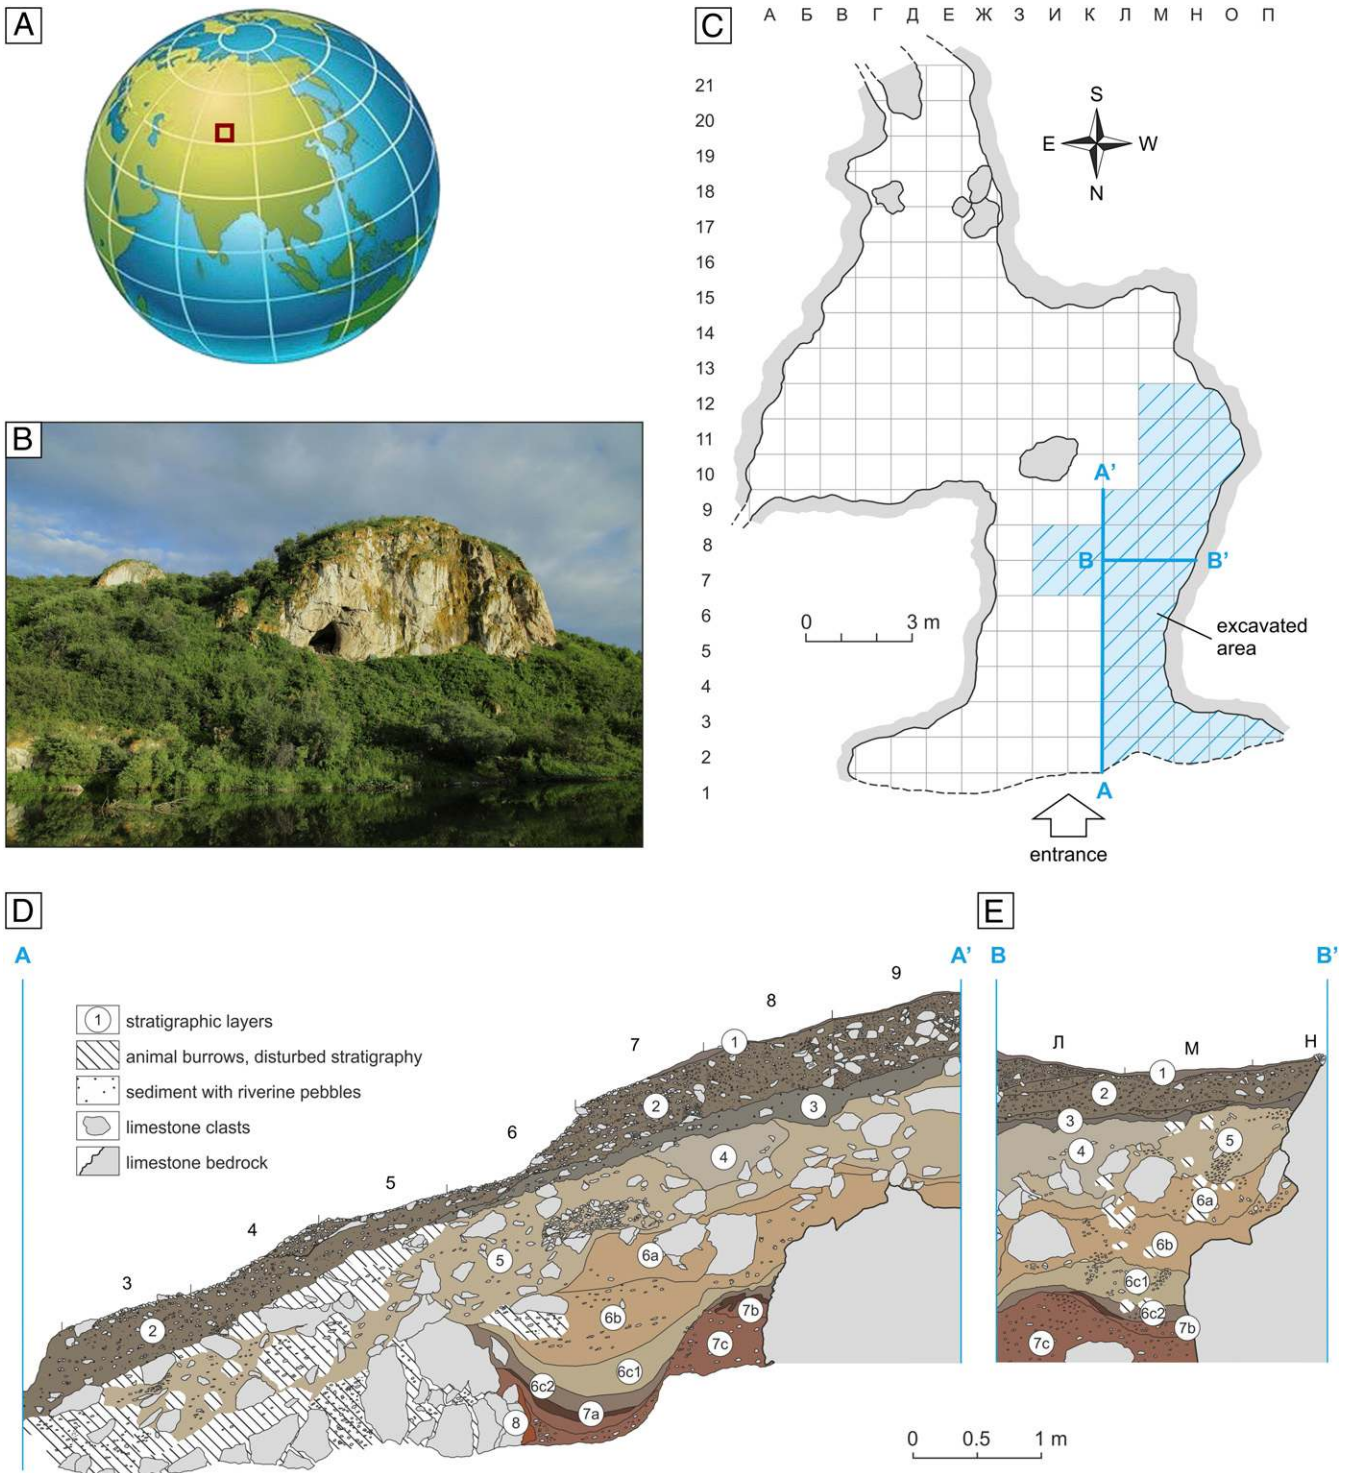 A
B
C
А Б В Г Д Е Ж З И К Л М Н О П
21
20
19
18
17
16
15
14
13
12
11
10
9
8
7
6
5
4
3
2
1
S
E W
N
A'
B B'
0 3 m
excavated
area
A
entrance
D
A A'
1 stratigraphic layers
animal burrows, disturbed stratigraphy
sediment with riverine pebbles
limestone clasts
limestone bedrock
3 4 5 6 7 8 9
1
2
3
4
2
5
6a
6b
7b
7c
6c1
6c2
7a
8
E
B B'
Л М Н
1
2
3
4
5
6a
6b
6c1
6c2
7b
7c
0 0.5 1 m